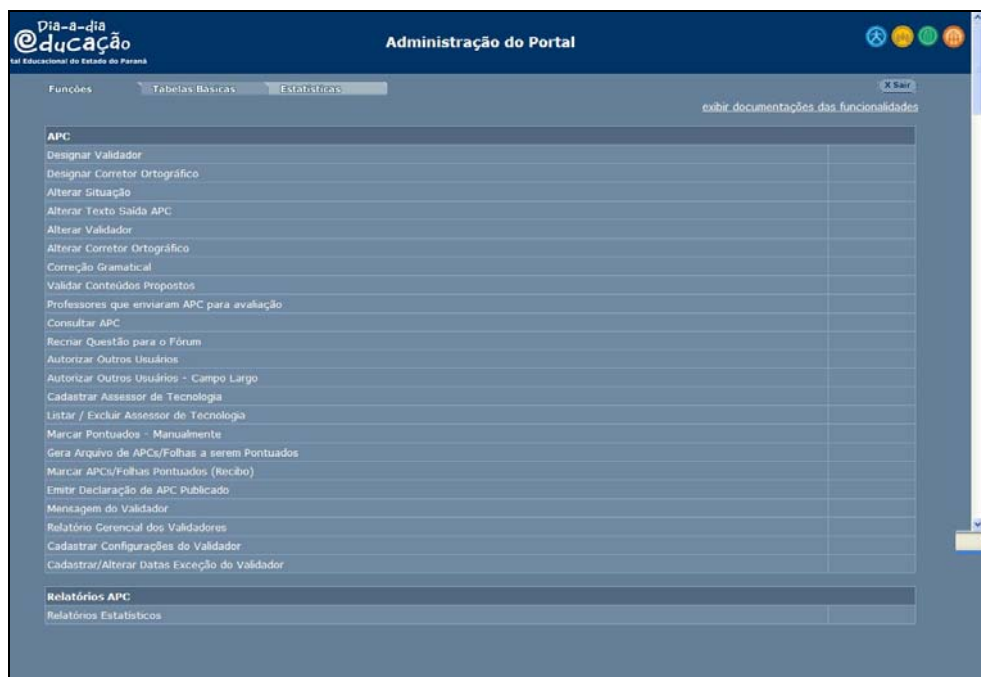 Dia-a-dia
educação
tal Educacional do Estado do Paraná
Administração do Portal
Funções Tabelas Básicas Estatísticas
X Sair
exibir documentações das funcionalidades
APC
Designar Validador
Designar Corretor Ortográfico
Alterar Situação
Alterar Texto Saída APC
Alterar Validador
Alterar Corretor Ortográfico
Correção Gramatical
Validar Conteúdos Propostos
Professores que enviaram APC para avaliação
Consultar APC
Recriar Questão para o Fórum
Autorizar Outros Usuários
Autorizar Outros Usuários - Campo Largo
Cadastrar Assessor de Tecnologia
Listar / Excluir Assessor de Tecnologia
Marcar Pontuados - Manualmente
Gera Arquivo de APCs/Folhas a serem Pontuados
Marcar APCs/Folhas Pontuados (Recibo)
Emitir Declaração de APC Publicado
Mensagem do Validador
Relatório Gerencial dos Validadores
Cadastrar Configurações do Validador
Cadastrar/Alterar Datas Exceção do Validador
Relatórios APC
Relatórios Estatísticos